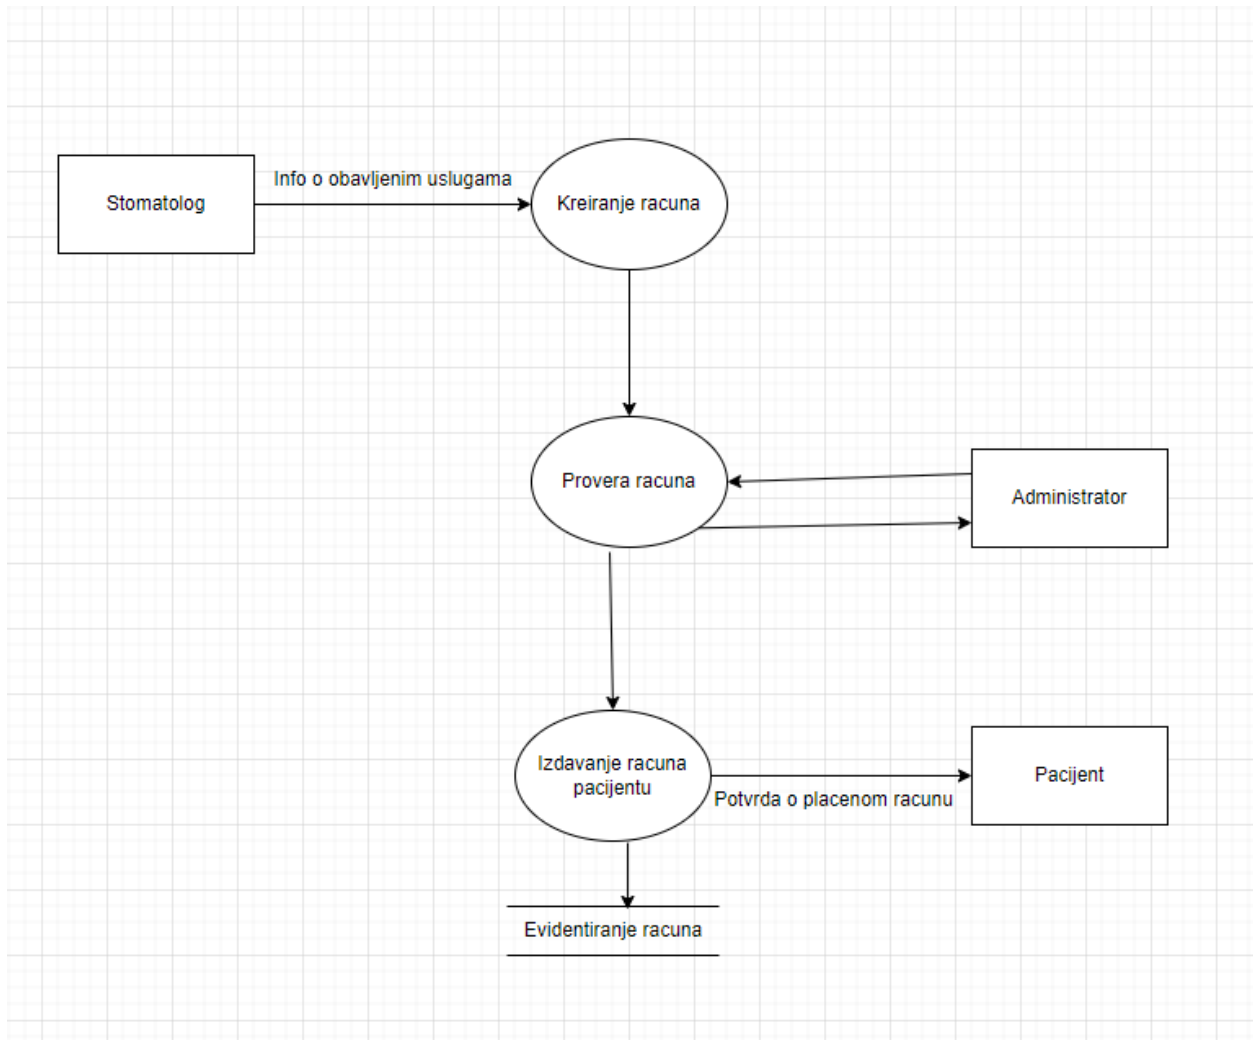 Stomatolog
Info o obavljenim uslugama
Kreiranje racuna
Provera racuna
Administrator
Izdavanje racuna
pacijentu
Potvrda o placenom racunu
Pacijent
Evidentiranje racuna